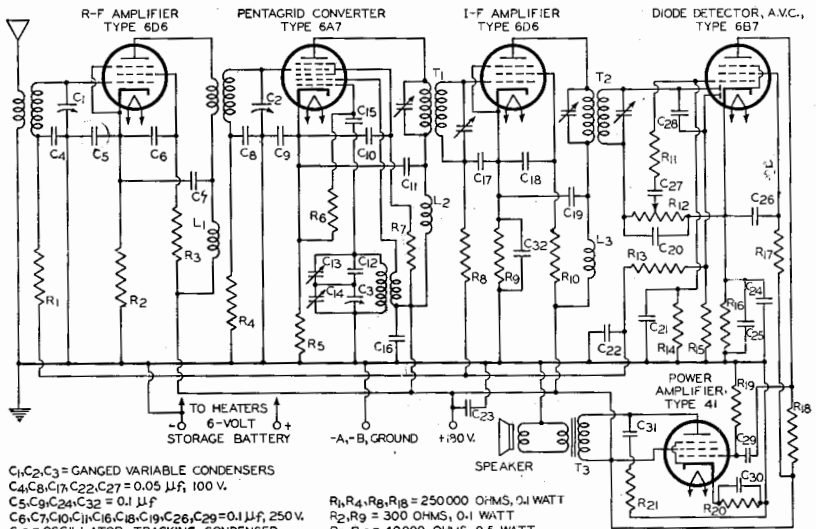 R-F AMPLIFIER
TYPE 6D6
PENTAGRID CONVERTER
TYPE 6A7
I-F AMPLIFIER
TYPE 6D6
DIODE DETECTOR, A.V.C.,
TYPE 6B7
C1
C2
C15
T1
T2
C28
C4
C5
C6
C8
C9
C10
C17
C18
R11
C27
C26
C7
C11
R12
L1
R6
R7
L2
C19
C20
R3
C32
L3
R13
R17
C13
C12
R1
R2
R4
C14
C3
R8
R9
R10
C21
R16
C24
C25
R5
C16
C22
R14
R15
POWER
AMPLIFIER,
TYPE 41
R19
R18
TO HEATERS
- 6-VOLT +
STORAGE BATTERY
-A,-B, GROUND
+180 V.
C23
SPEAKER
T3
C31
R21
C29
C30
R20
C1,C2,C3 = GANGED VARIABLE CONDENSERS
C4,C8,C17,C22,C27 = 0.05 µf, 100 V.
C5,C9,C24,C32 = 0.1 µf
C6,C7,C10,C11,C16,C18,C19,C26,C29=0.1 µf, 250 V.
R1,R4,R8,R18 = 250000 OHMS, 0.1 WATT
R2,R9 = 300 OHMS, 0.1 WATT